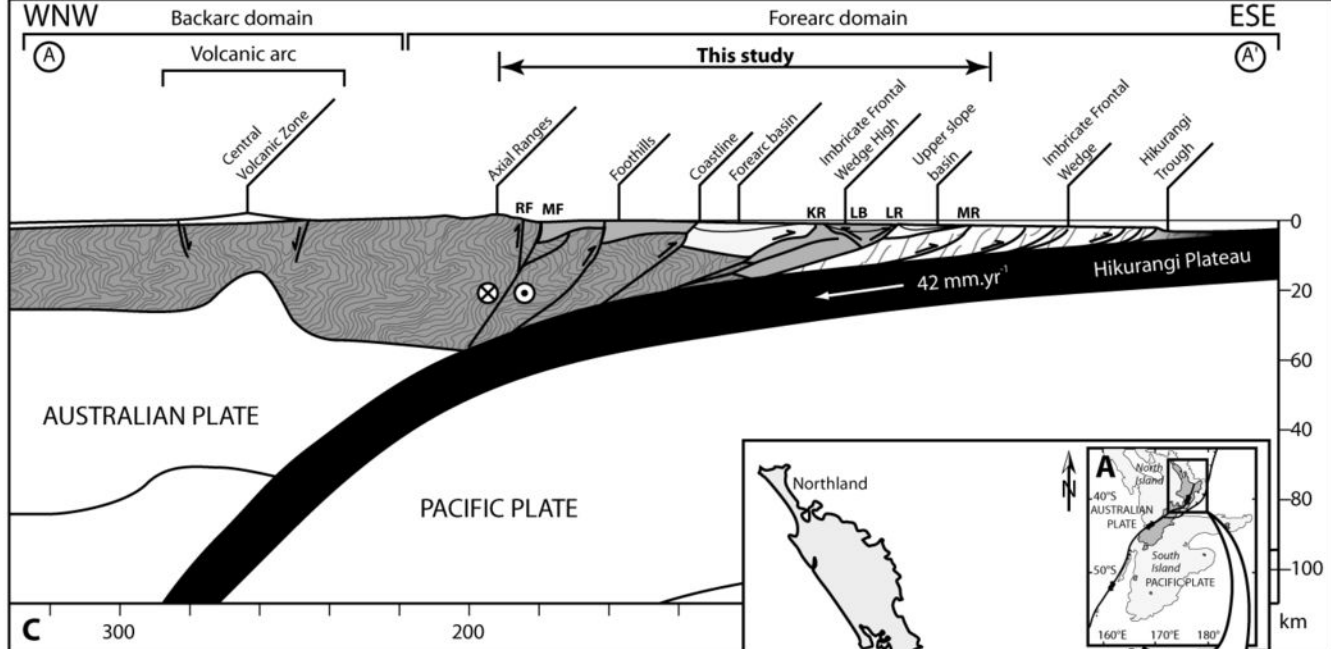 WNW
Backarc domain
Forearc domain
ESE
A
Volcanic arc
This study
A'
Central
Volcanic Zone
Axial Ranges
Foothills
Coastline
Forearc basin
Imbricate Frontal
Wedge High
Upper slope
basin
Imbricate Frontal
Wedge
Hikurangi
Trough
RF MF
KR LB LR MR
0
Hikurangi Plateau
42 mm.yr-1
20
60
AUSTRALIAN PLATE
40
PACIFIC PLATE
80
100
km
C
300
200
N
Northland
A
North
Island
40°S
AUSTRALIAN
PLATE
50°S
South
Island
PACIFIC PLATE
160°E 170°E 180°